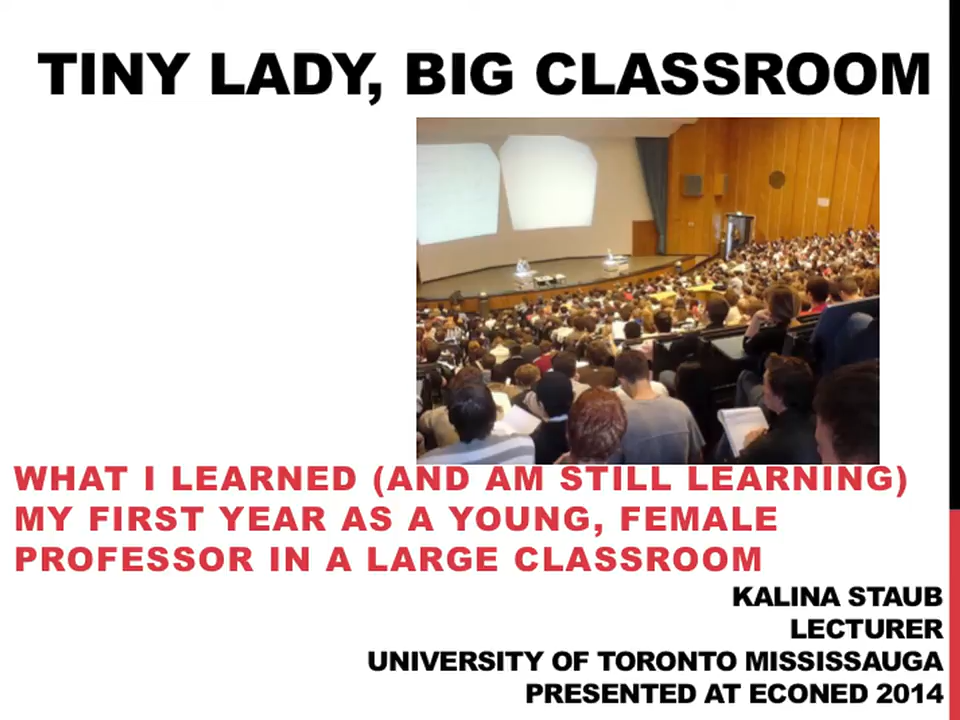 TINY LADY, BIG CLASSROOM
WHAT I LEARNED (AND AM STILL LEARNING)
MY FIRST YEAR AS A YOUNG, FEMALE
PROFESSOR IN A LARGE CLASSROOM
KALINA STAUB
LECTURER
UNIVERSITY OF TORONTO MISSISSAUGA
PRESENTED AT ECONED 2014